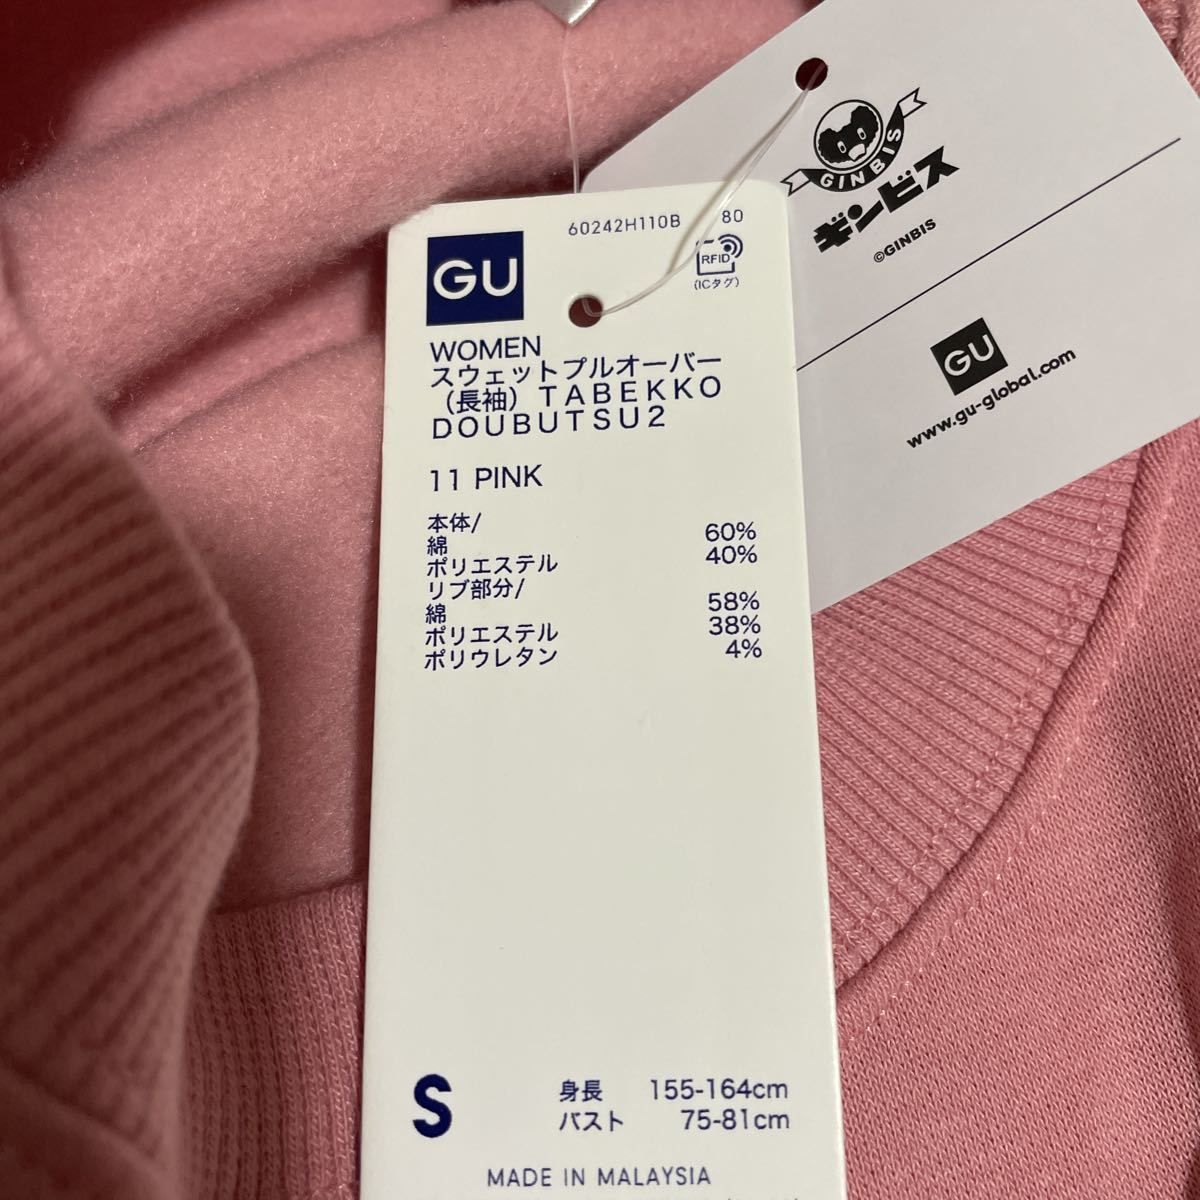 GINBIS
ギンビス
©GINBIS
GU
www.gu-global.com
60242H110B 80
GU
RFID
(ICタグ)
WOMEN
スウェットプルオーバー
(長袖)TABEKKO
DOUBUTSU2
11 PINK
本体/
綿 60%
ポリエステル 40%
リブ部分/
綿 58%
ポリエステル 38%
ポリウレタン 4%
S 身長 155-164cm
バスト 75-81cm
MADE IN MALAYSIA